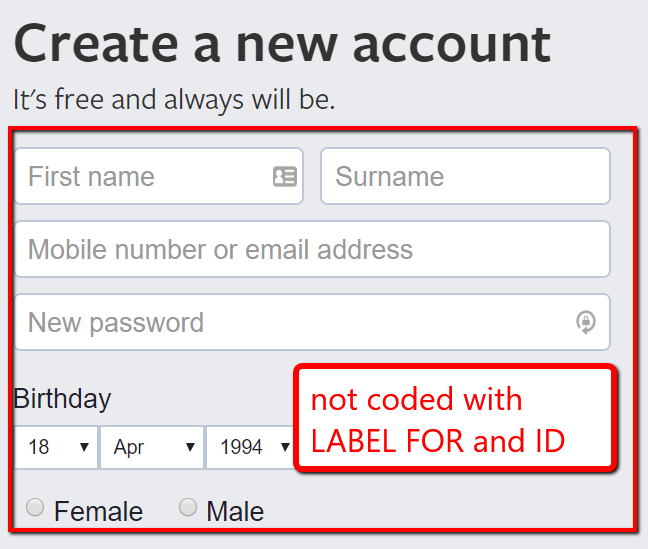 Create a new account
It's free and always will be.
First name
Surname
Mobile number or email address
New password
Birthday
18 Apr 1994
not coded with
LABEL FOR and ID
Female Male